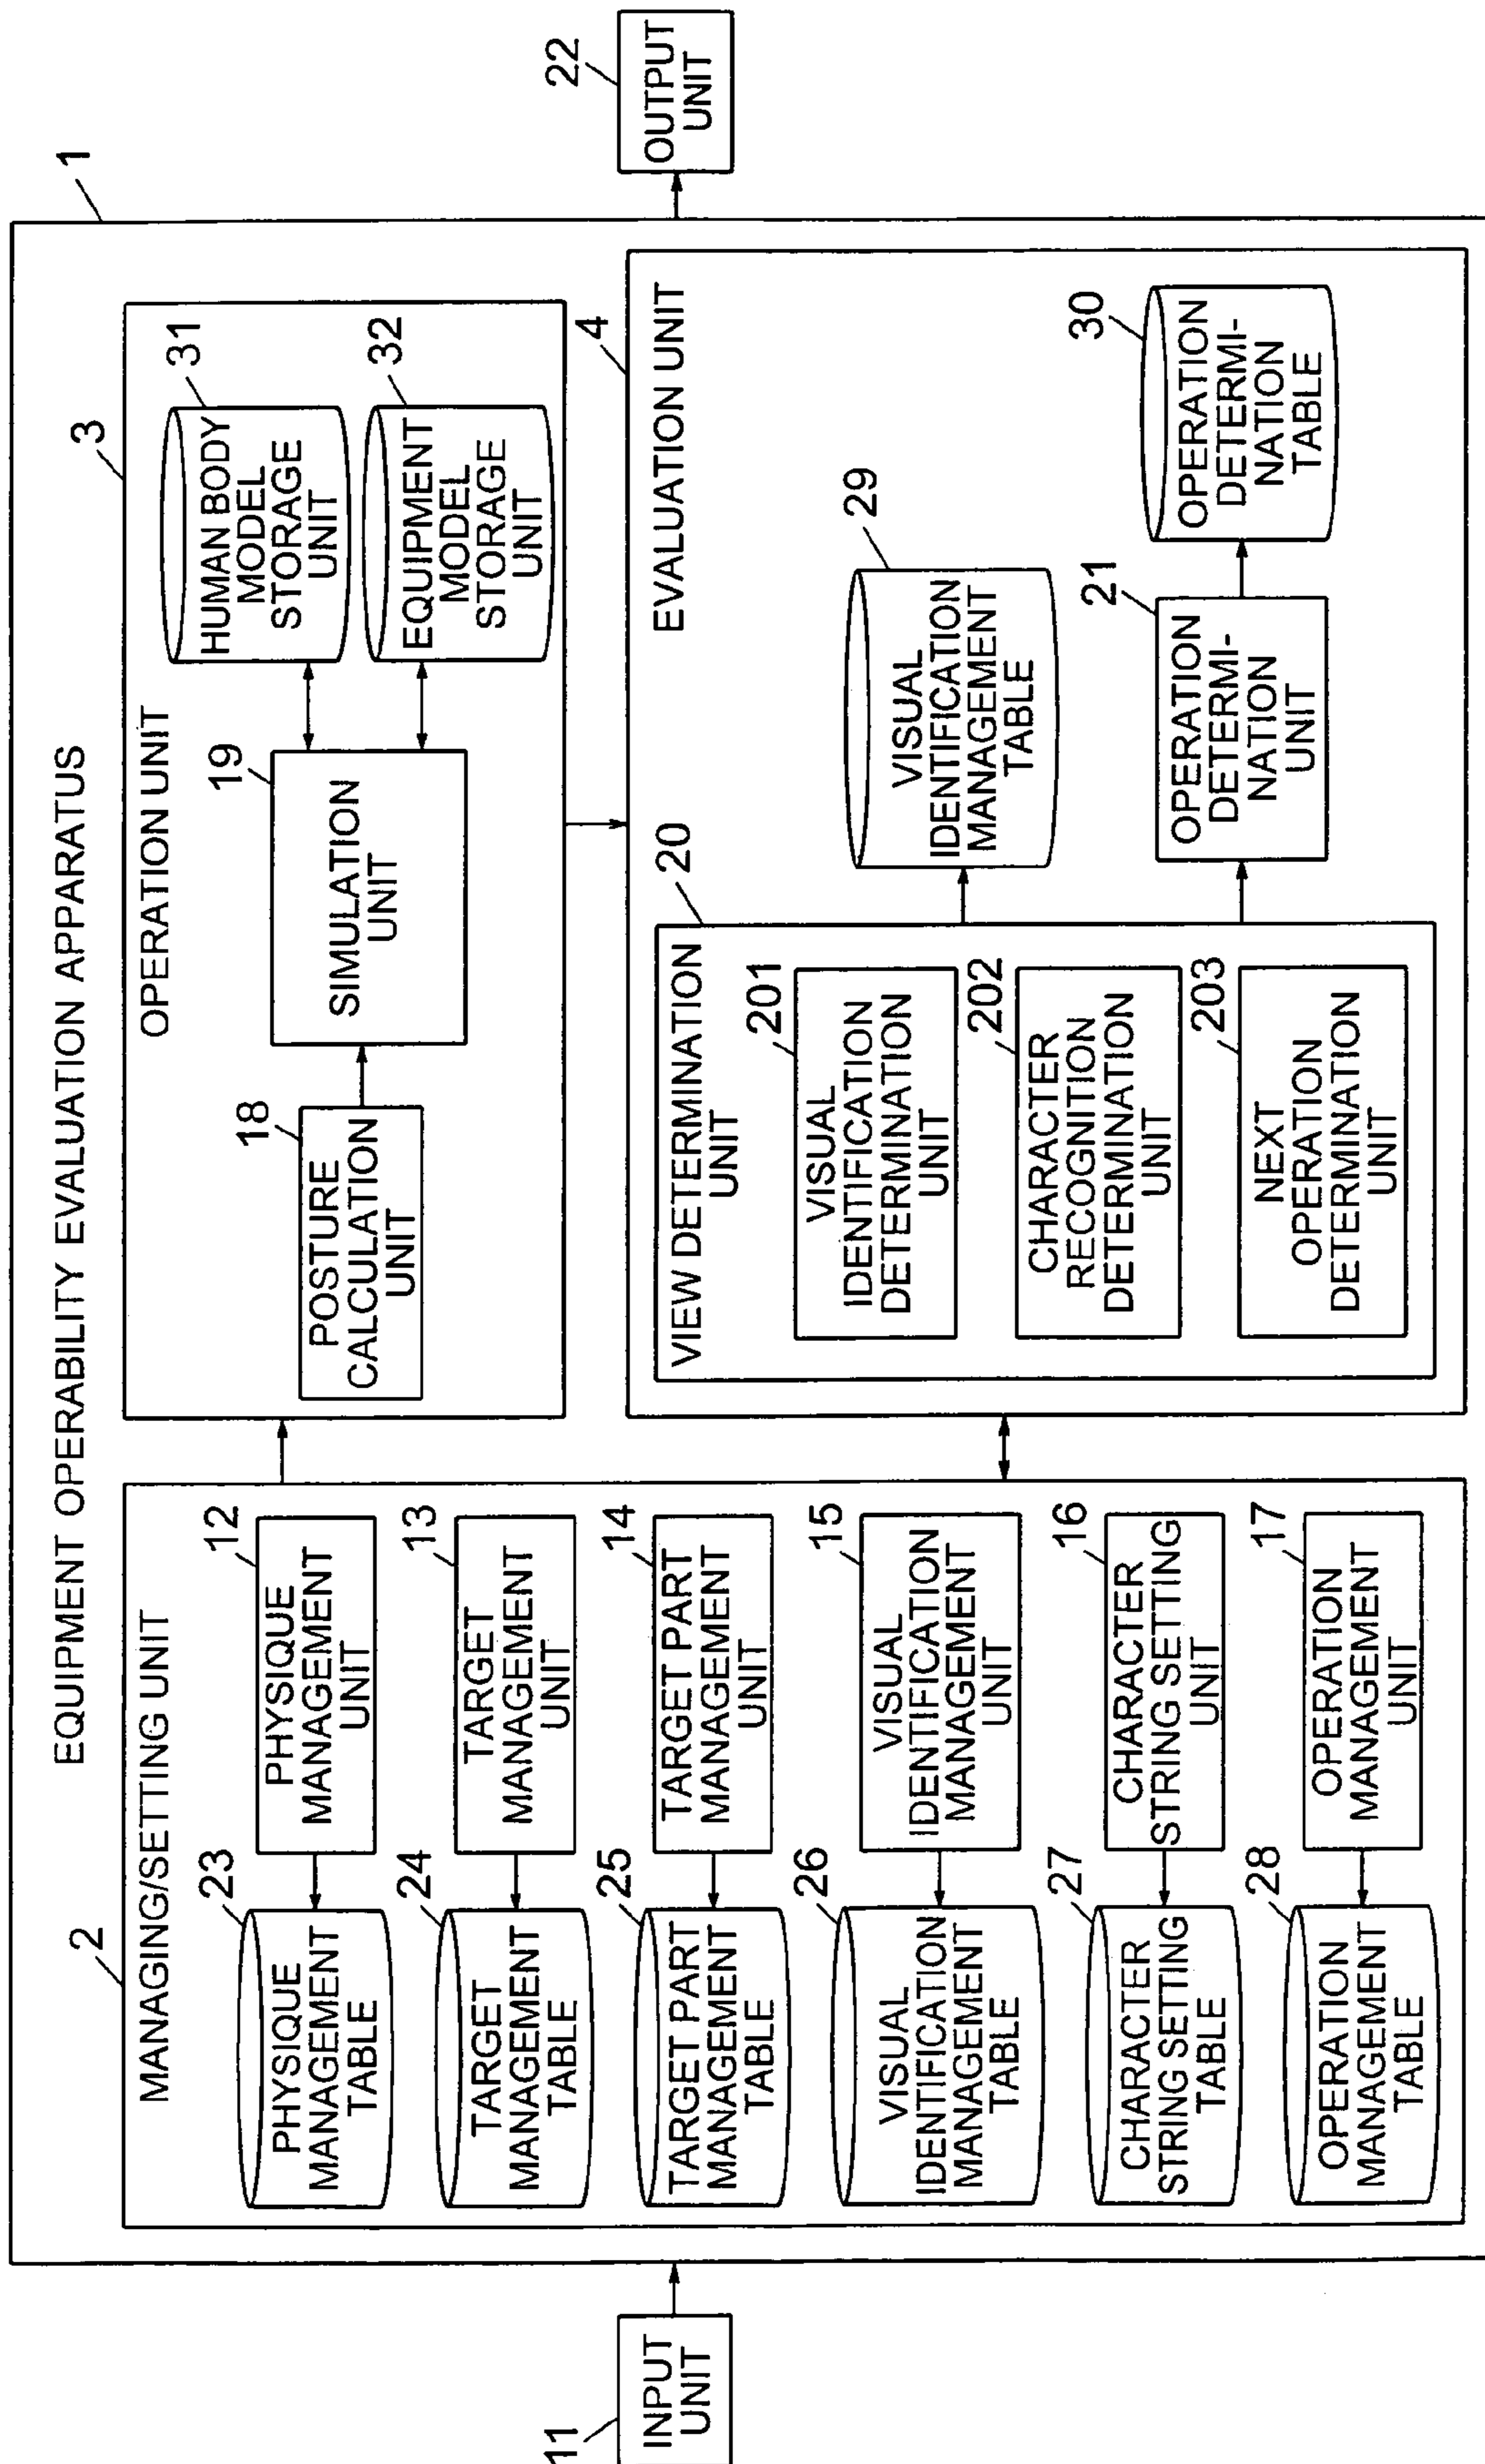 EQUIPMENT OPERABILITY EVALUATION APPARATUS
1
11
INPUT
UNIT
2
MANAGING/SETTING UNIT
23
PHYSIQUE
MANAGEMENT
TABLE
12
PHYSIQUE
MANAGEMENT
UNIT
24
TARGET
MANAGEMENT
TABLE
13
TARGET
MANAGEMENT
UNIT
25
TARGET PART
MANAGEMENT
TABLE
14
TARGET PART
MANAGEMENT
UNIT
26
VISUAL
IDENTIFICATION
MANAGEMENT
TABLE
15
VISUAL
IDENTIFICATION
MANAGEMENT
UNIT
27
CHARACTER
STRING SETTING
TABLE
16
CHARACTER
STRING SETTING
UNIT
28
OPERATION
MANAGEMENT
TABLE
17
OPERATION
MANAGEMENT
UNIT
3
OPERATION UNIT
18
POSTURE
CALCULATION
UNIT
19
SIMULATION
UNIT
31
HUMAN BODY
MODEL
STORAGE
UNIT
32
EQUIPMENT
MODEL
STORAGE
UNIT
4
EVALUATION UNIT
20
VIEW DETERMINATION
UNIT
201
VISUAL
IDENTIFICATION
DETERMINATION
UNIT
202
CHARACTER
RECOGNITION
DETERMINATION
UNIT
203
NEXT
OPERATION
DETERMINATION
UNIT
29
VISUAL
IDENTIFICATION
MANAGEMENT
TABLE
21
OPERATION
DETERMI-
NATION
UNIT
30
OPERATION
DETERMI-
NATION
TABLE
22
OUTPUT
UNIT